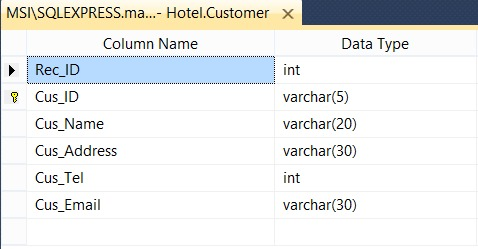 MSI\SQLEXPRESS.ma...- Hotel.Customer
Column Name Data Type
Rec_ID int
Cus_ID varchar(5)
Cus_Name varchar(20)
Cus_Address varchar(30)
Cus_Tel int
Cus_Email varchar(30)